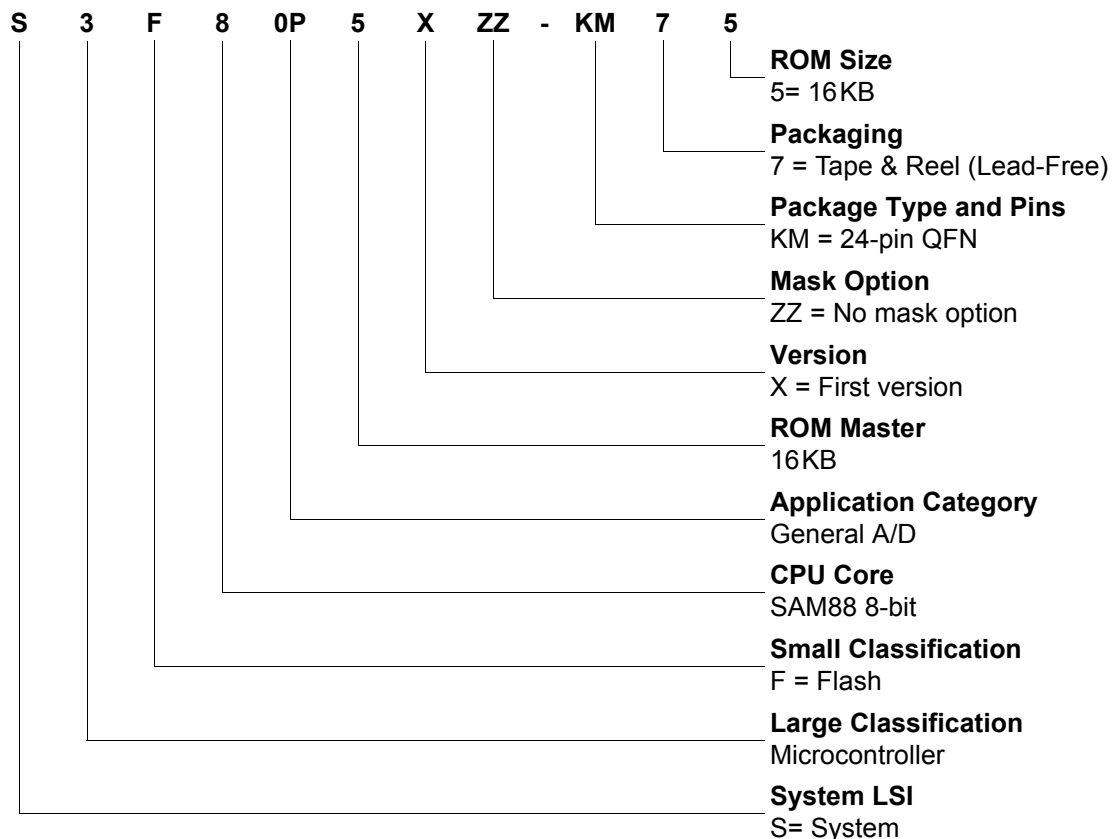 S 3 F 8 0P 5 X ZZ - KM 7 5
ROM Size
5= 16KB
Packaging
7 = Tape & Reel (Lead-Free)
Package Type and Pins
KM = 24-pin QFN
Mask Option
ZZ = No mask option
Version
X = First version
ROM Master
16KB
Application Category
General A/D
CPU Core
SAM88 8-bit
Small Classification
F = Flash
Large Classification
Microcontroller
System LSI
S= System